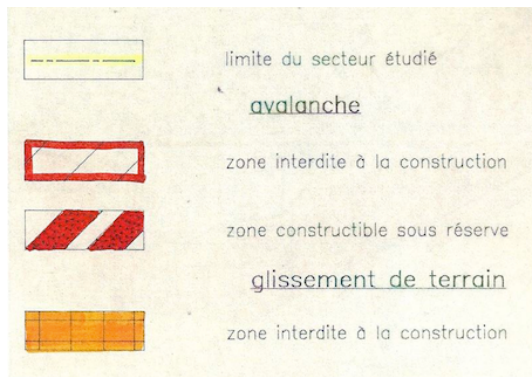 limite du secteur étudié
avalanche
zone interdite à la construction
zone constructible sous réserve
glissement de terrain
zone interdite à la construction